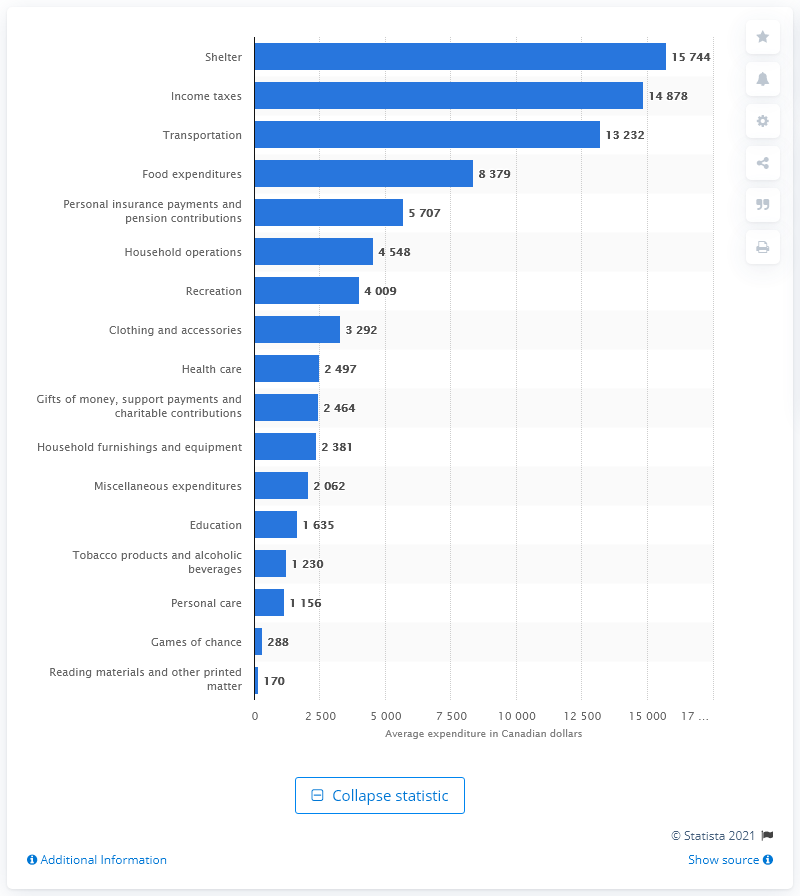 Shelter 15 744
Income taxes 14 878
Transportation 13 232
Food expenditures 8 379
Personal insurance payments and
pension contributions 5 707
Household operations 4 548
Recreation 4 009
Clothing and accessories 3 292
Health care 2 497
Gifts of money, support payments and
charitable contributions 2 464
Household furnishings and equipment 2 381
Miscellaneous expenditures 2 062
Education 1 635
Tobacco products and alcoholic
beverages 1 230
Personal care 1 156
Games of chance 288
Reading materials and other printed
matter 170
0 2 500 5 000 7 500 10 000 12 500 15 000 17 ...
Average expenditure in Canadian dollars
Collapse statistic
© Statista 2021
Additional Information Show source